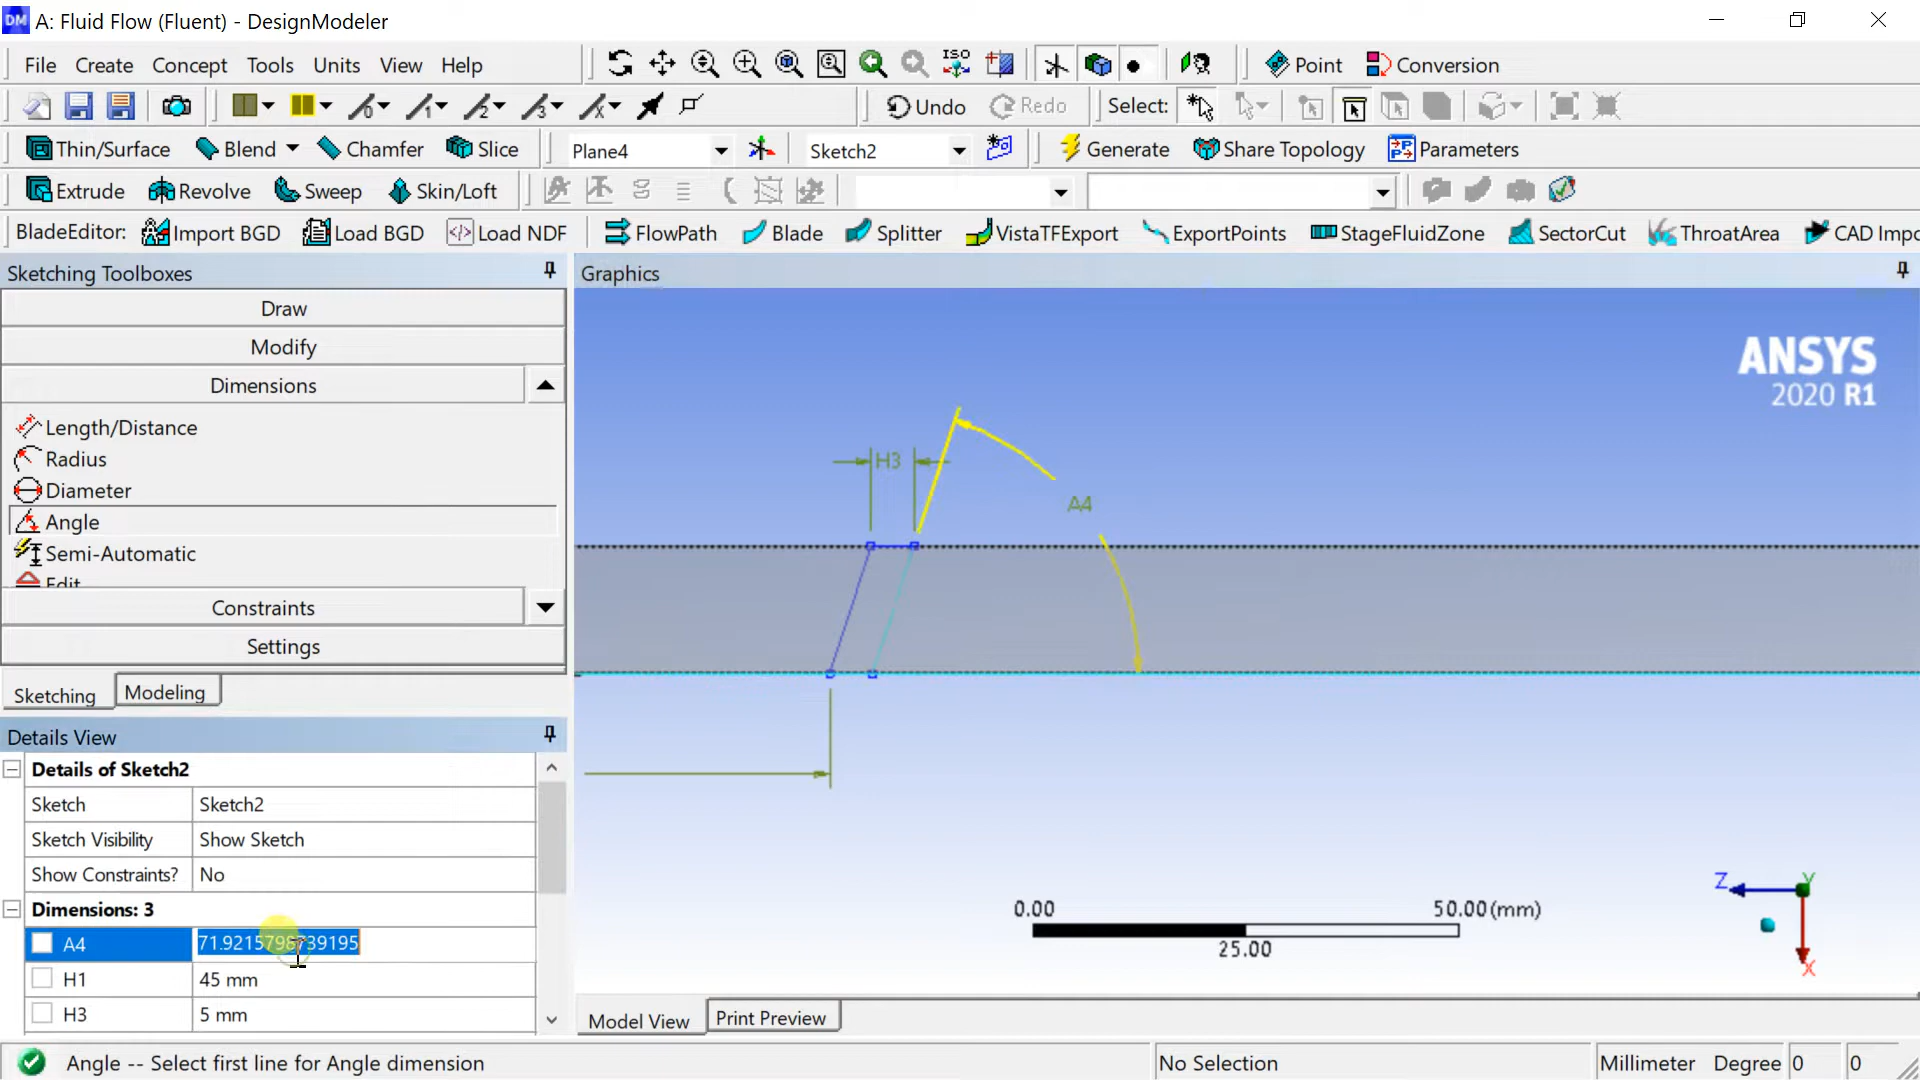 DM A: Fluid Flow (Fluent) - DesignModeler
File Create Concept Tools Units View Help ISO Point Conversion
Undo Redo Select:
Thin/Surface Blend Chamfer Slice Plane4 Sketch2 Generate Share Topology Parameters
Extrude Revolve Sweep Skin/Loft
BladeEditor: Import BGD Load BGD Load NDF FlowPath Blade Splitter VistaTFExport ExportPoints StageFluidZone SectorCut ThroatArea CAD Impo
Sketching Toolboxes
Draw
Modify
Dimensions
Length/Distance
Radius
Diameter
Angle
Semi-Automatic
Edit
Constraints
Settings
Sketching Modeling
Details View
Details of Sketch2
Sketch Sketch2
Sketch Visibility Show Sketch
Show Constraints? No
Dimensions: 3
A4
H1 45 mm
H3 5 mm
Graphics
ANSYS
2020 R1
H3
A4
0.00 50.00 (mm)
25.00
Z Y
X
Model View Print Preview
Angle -- Select first line for Angle dimension No Selection Millimeter Degree 0 0